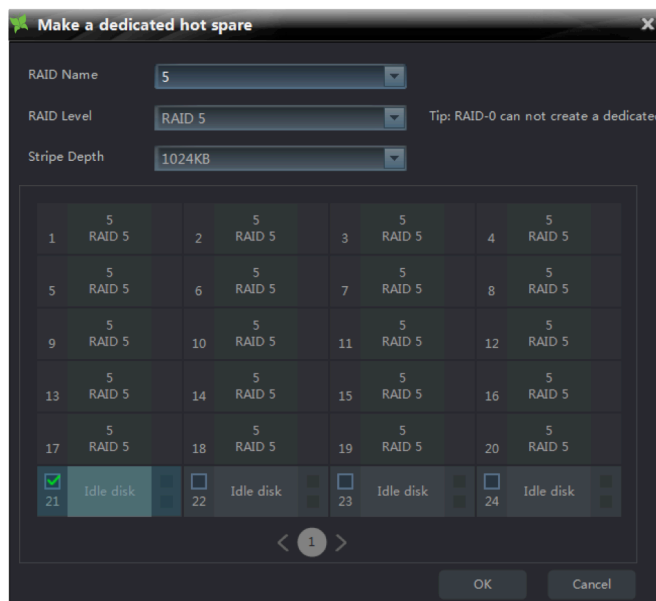 Make a dedicated hot spare
RAID Name 5
RAID Level RAID 5 Tip: RAID-0 can not create a dedicated
Stripe Depth 1024KB
5 5 5 5
1 RAID 5 2 RAID 5 3 RAID 5 4 RAID 5
5 5 5 5
5 RAID 5 6 RAID 5 7 RAID 5 8 RAID 5
5 5 5 5
9 RAID 5 10 RAID 5 11 RAID 5 12 RAID 5
5 5 5 5
13 RAID 5 14 RAID 5 15 RAID 5 16 RAID 5
5 5 5 5
17 RAID 5 18 RAID 5 19 RAID 5 20 RAID 5
Idle disk Idle disk Idle disk Idle disk
21 22 23 24
< 1 >
OK Cancel